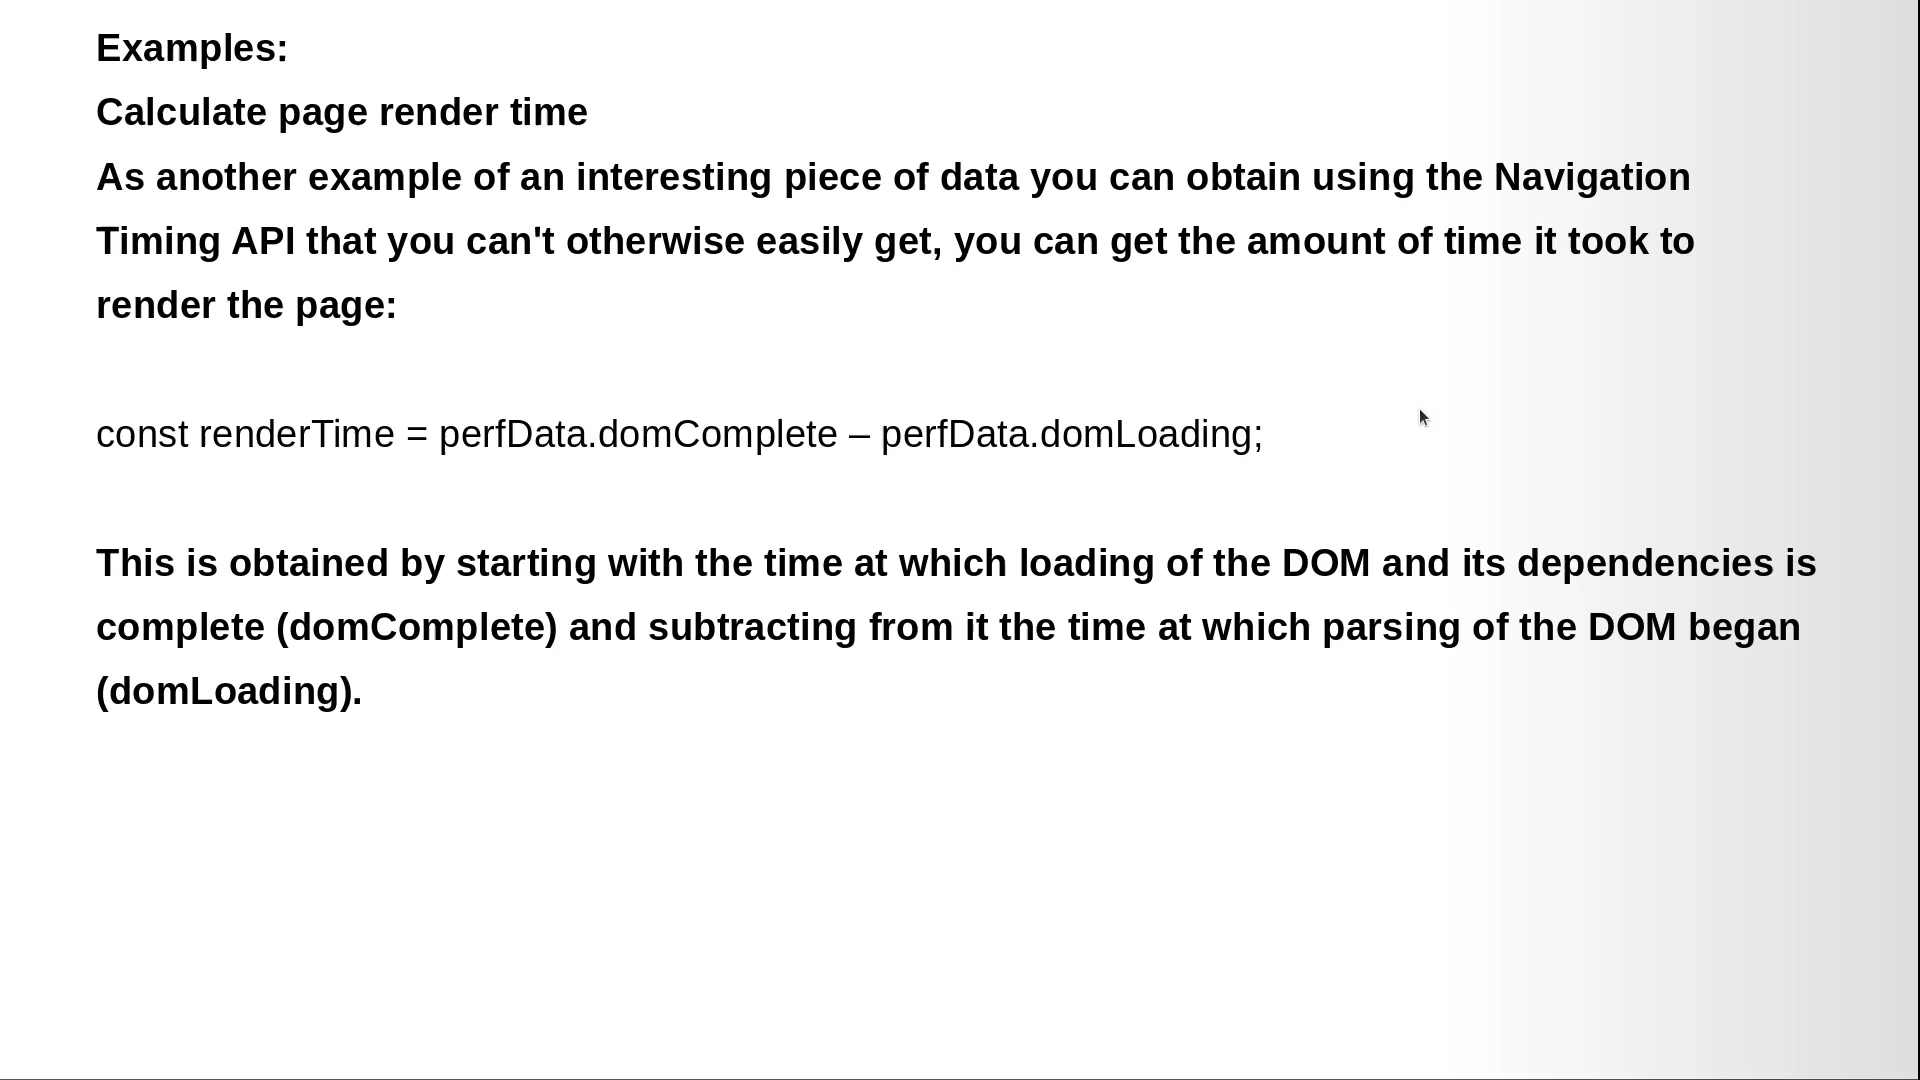 Examples:
Calculate page render time
As another example of an interesting piece of data you can obtain using the Navigation
Timing API that you can't otherwise easily get, you can get the amount of time it took to
render the page:
const renderTime = perfData.domComplete – perfData.domLoading;
This is obtained by starting with the time at which loading of the DOM and its dependencies is
complete (domComplete) and subtracting from it the time at which parsing of the DOM began
(domLoading).